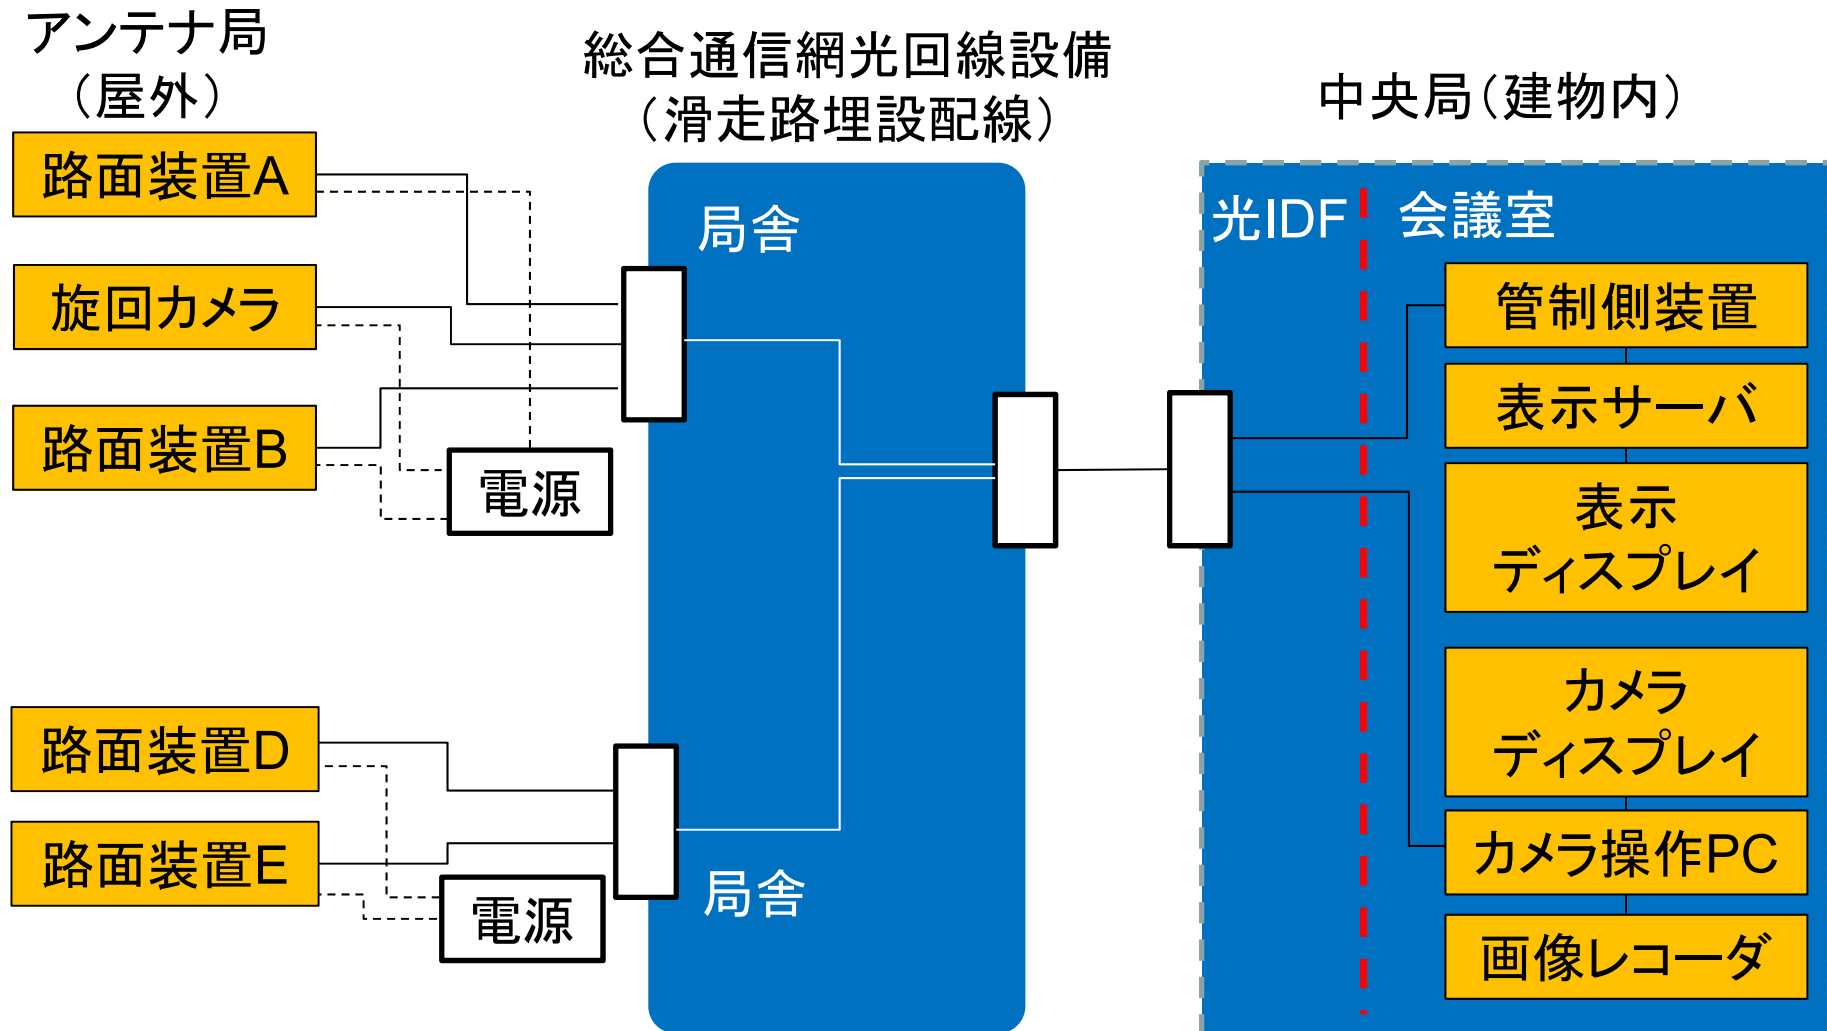 アンテナ局
（屋外）
路面装置A
旋回カメラ
路面装置B
電源
路面装置D
路面装置E
電源
総合通信網光回線設備
（滑走路埋設配線）
局舎
局舎
中央局（建物内）
光IDF
会議室
管制側装置
表示サーバ
表示
ディスプレイ
カメラ
ディスプレイ
カメラ操作PC
画像レコーダ